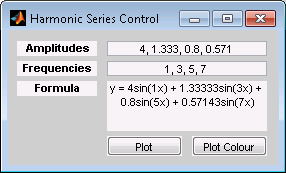 Harmonic Series Control
Amplitudes
4, 1.333, 0.8, 0.571
Frequencies
1, 3, 5, 7
Formula
y = 4sin(1x) + 1.33333sin(3x) +
0.8sin(5x) + 0.57143sin(7x)
Plot
Plot Colour